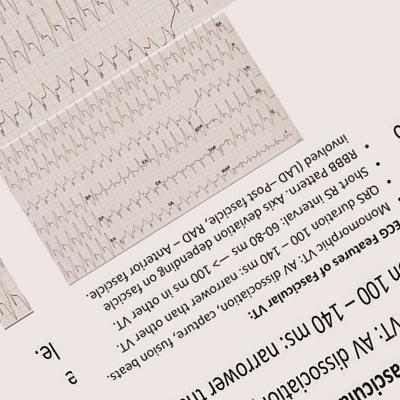 ascicula
VT: AV dissociation
n 100 – 140 ms: narrower th
ECG Features of Fascicular VT:
Monomorphic VT: AV dissociation, capture, fusion beats.
QRS duration 100 – 140 ms: narrower than other VT.
Short RS interval: 60-80 ms —> 100 ms in other VT.
RBBB Pattern. Axis deviation depending on fascicle
involved (LAD –Post fascicle, RAD – Anterior fascicle.
e
le.